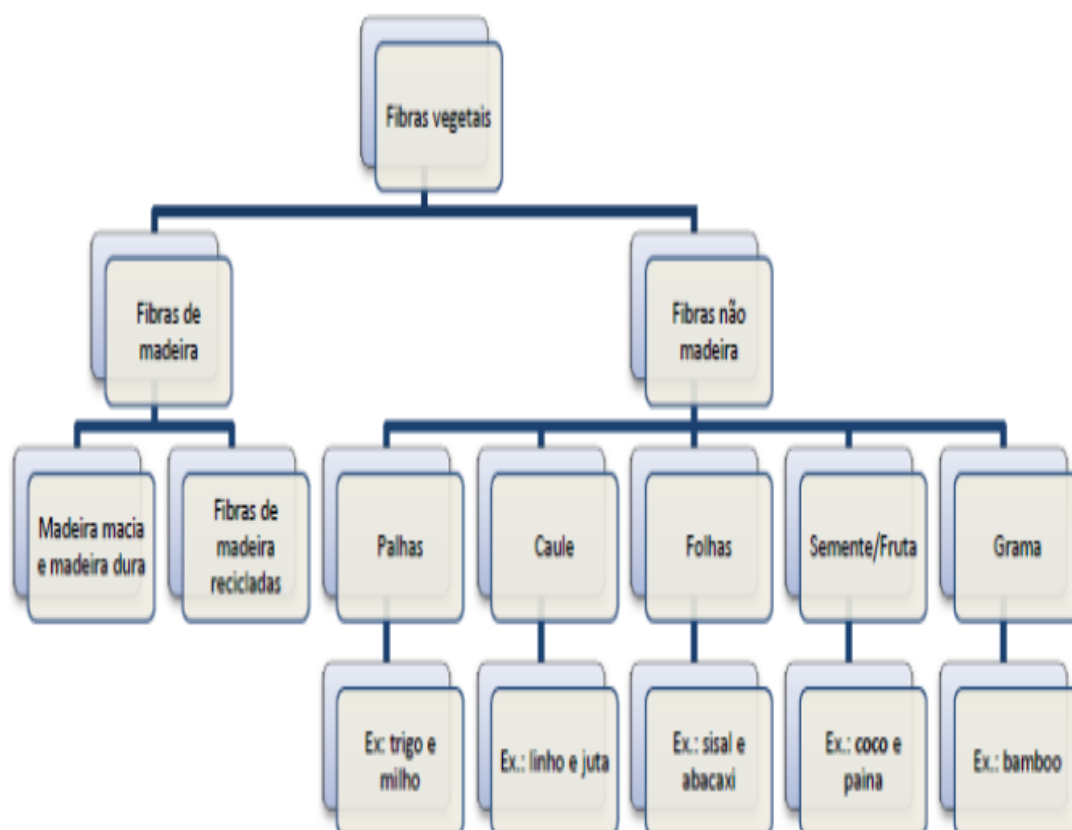 Fibras vegetais
Fibras de
madeira
Fibras não
madeira
Madeira macia
e madeira dura
Fibras de
madeira
recicladas
Palhas
Caule
Folhas
Semente/Fruta
Grama
Ex: trigo e
milho
Ex.: linho e juta
Ex.: sisal e
abacaxi
Ex.: coco e
paina
Ex.: bamboo